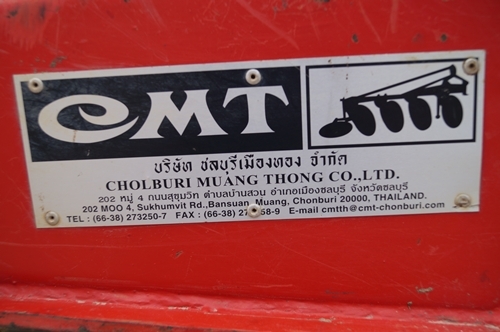 CMT
บริษัท ชลบุรีเมืองทอง จำกัด
CHOLBURI MUANG THONG CO.,LTD.
202 หมู่ 4 ถนนสุขุมวิท ตำบลบ้านสวน อำเภอเมืองชลบุรี จังหวัดชลบุรี
202 MOO 4, Sukhumvit Rd.,Bansuan, Muang, Chonburi 20000, THAILAND.
TEL : (66-38) 273250-7 FAX : (66-38) 58-9 E-mail cmtth@cmt-chonburi.com